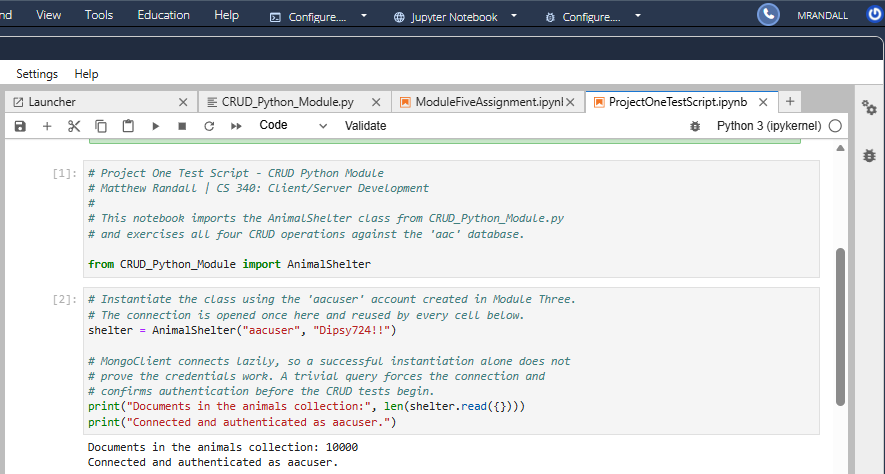 nd View Tools Education Help Configure.... Jupyter Notebook Configure.... MRANDALL
Settings Help
Launcher CRUD_Python_Module.py ModuleFiveAssignment.ipynl ProjectOneTestScript.ipynb
Code Validate Python 3 (ipykernel)
[1]: # Project One Test Script - CRUD Python Module
# Matthew Randall | CS 340: Client/Server Development
#
# This notebook imports the AnimalShelter class from CRUD_Python_Module.py
# and exercises all four CRUD operations against the 'aac' database.
from CRUD_Python_Module import AnimalShelter
[2]: # Instantiate the class using the 'aacuser' account created in Module Three.
# The connection is opened once here and reused by every cell below.
shelter = AnimalShelter("aacuser", "Dipsy724!!")
# MongoClient connects lazily, so a successful instantiation alone does not
# prove the credentials work. A trivial query forces the connection and
# confirms authentication before the CRUD tests begin.
print("Documents in the animals collection:", len(shelter.read({})))
print("Connected and authenticated as aacuser.")
Documents in the animals collection: 10000
Connected and authenticated as aacuser.